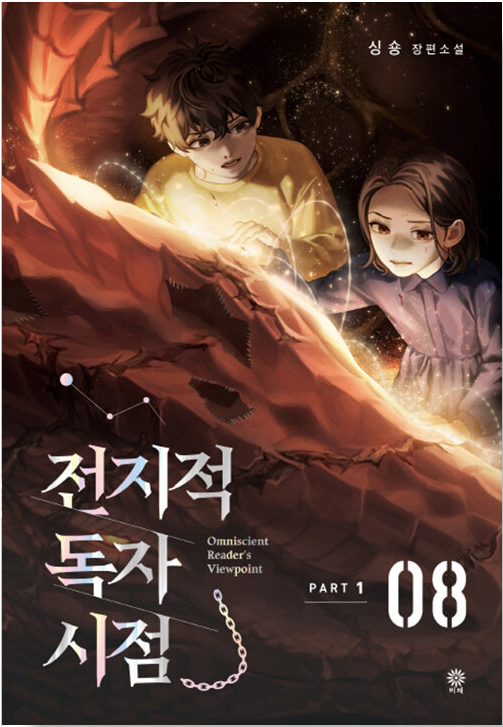 싱숑 장편소설
전지적
독자
시점
Omniscient
Reader's
Viewpoint
PART 1
08
비채